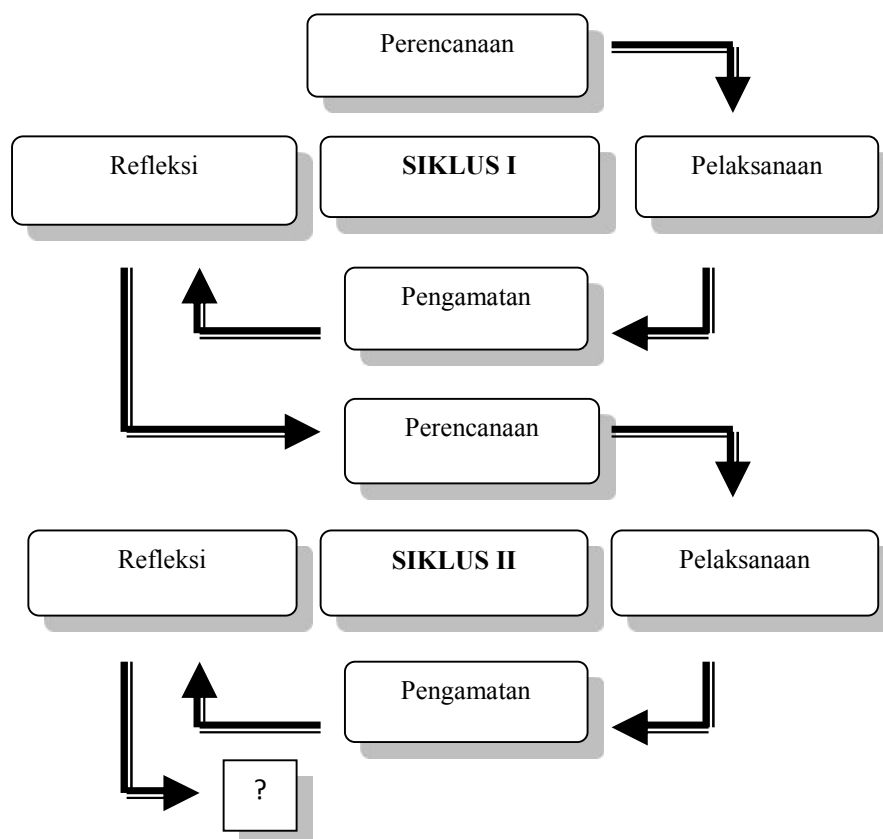 Perencanaan
Refleksi
SIKLUS I
Pelaksanaan
Pengamatan
Perencanaan
Refleksi
SIKLUS II
Pelaksanaan
Pengamatan
?